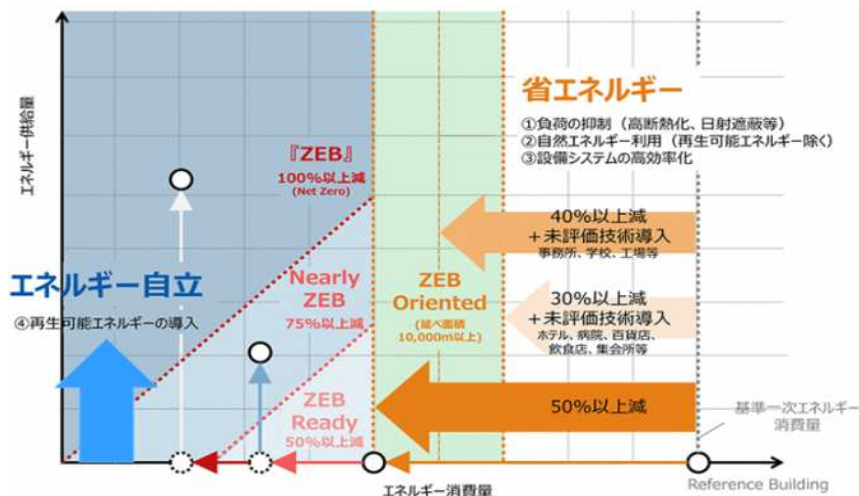 エネルギー供給量
省エネルギー
①負荷の抑制（高断熱化、日射遮蔽等）
②自然エネルギー利用（再生可能エネルギー除く）
③設備システムの高効率化
『ZEB』
100%以上減
(Net Zero)
40%以上減
＋未評価技術導入
事務所、学校、工場等
エネルギー自立
④再生可能エネルギーの導入
Nearly
ZEB
75%以上減
ZEB
Oriented
(延べ面積
10,000m以上)
30%以上減
＋未評価技術導入
ホテル、病院、百貨店、
飲食店、集会所等
ZEB
Ready
50%以上減
50%以上減
基準一次エネルギー
消費量
エネルギー消費量
Reference Building